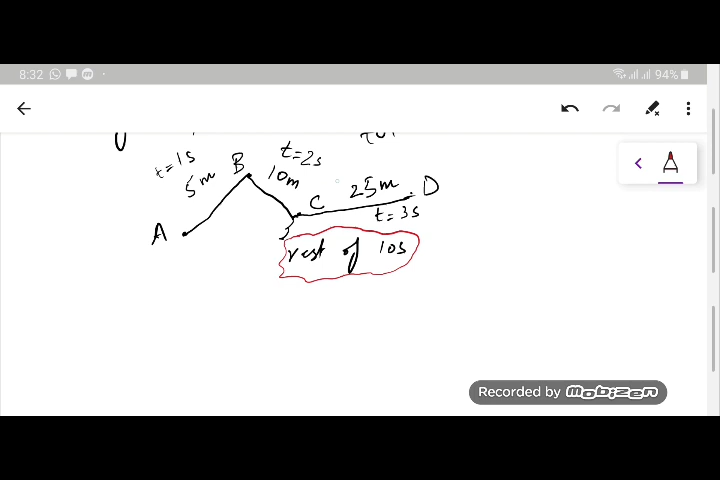 8:32 94%
t=1s B t=2s
5m 10m
A C 25m D
t=3s
rest of 10s
Recorded by mobizen